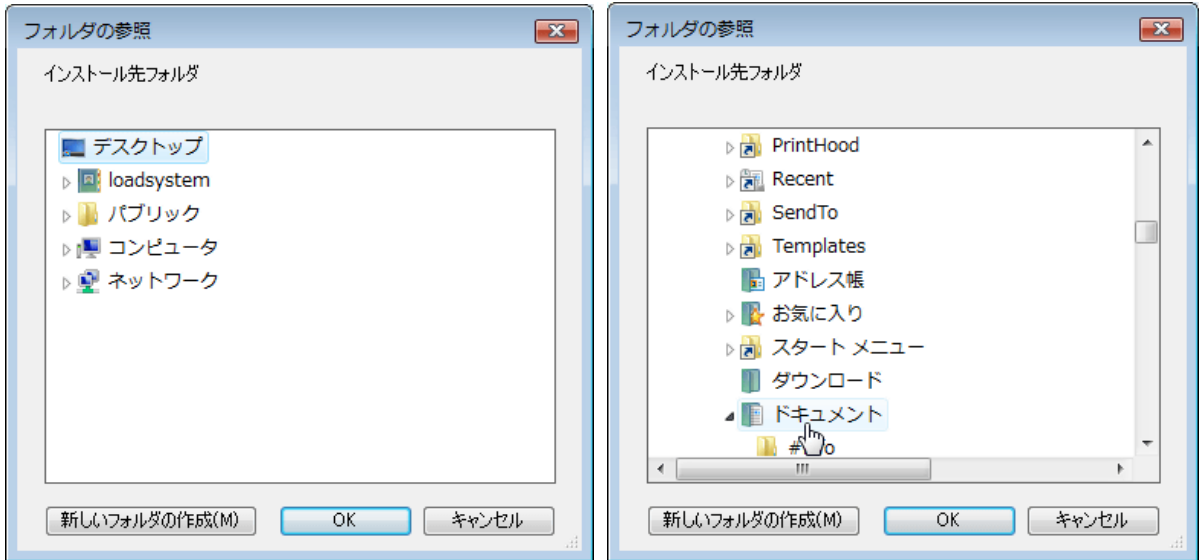 フォルダの参照
インストール先フォルダ
デスクトップ
loadsystem
パブリック
コンピュータ
ネットワーク
新しいフォルダの作成(M)
OK
キャンセル
フォルダの参照
インストール先フォルダ
PrintHood
Recent
SendTo
Templates
アドレス帳
お気に入り
スタート メニュー
ダウンロード
ドキュメント
新しいフォルダの作成(M)
OK
キャンセル